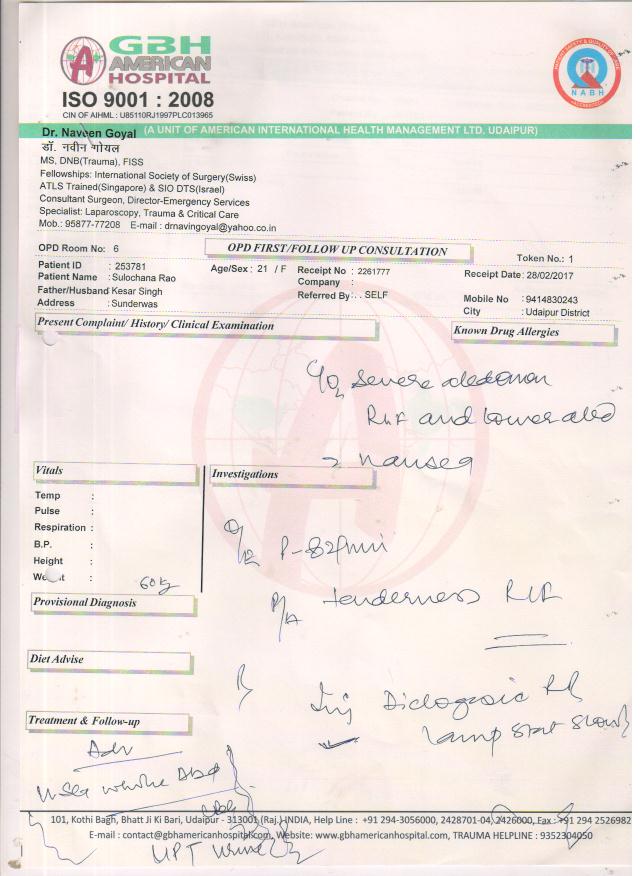 GBH
AMERICAN
HOSPITAL
ISO 9001 : 2008
CIN OF AIHML : U85110RJ1997PLC013965
NABH
Dr. Naveen Goyal (A UNIT OF AMERICAN INTERNATIONAL HEALTH MANAGEMENT LTD. UDAIPUR)
डॉ. नवीन गोयल
MS, DNB(Trauma), FISS
Fellowships: International Society of Surgery(Swiss)
ATLS Trained(Singapore) & SIO DTS(Israel)
Consultant Surgeon, Director-Emergency Services
Specialist: Laparoscopy, Trauma & Critical Care
Mob.: 95877-77208 E-mail : drnavingoyal@yahoo.co.in
OPD Room No: 6
OPD FIRST/FOLLOW UP CONSULTATION
Token No.: 1
Patient ID : 253781 Age/Sex : 21 / F Receipt No : 2261777 Receipt Date : 28/02/2017
Patient Name : Sulochana Rao Company :
Father/Husband Kesar Singh Referred By : . . SELF Mobile No : 9414830243
Address : Sunderwas City : Udaipur District
Present Complaint/ History/ Clinical Examination
Known Drug Allergies
C/o severe
and lower abd
nausea
Vitals
Investigations
Temp :
Pulse :
Respiration :
B.P. :
Height :
60 kg
O/E P-82/min
Provisional Diagnosis
P/A tenderness RIF
Diet Advise
Inj
1 amp stat slowly
Treatment & Follow-up
Adv
USG whole Abd
UPT urine
101, Kothi Bagh, Bhatt Ji Ki Bari, Udaipur - 313001 (Raj.) INDIA, Help Line : +91 294-3056000, 2428701-04, 2426000, Fax : +91 294 2526982
E-mail : contact@gbhamericanhospital.com, Website: www.gbhamericanhospital.com, TRAUMA HELPLINE : 9352304050